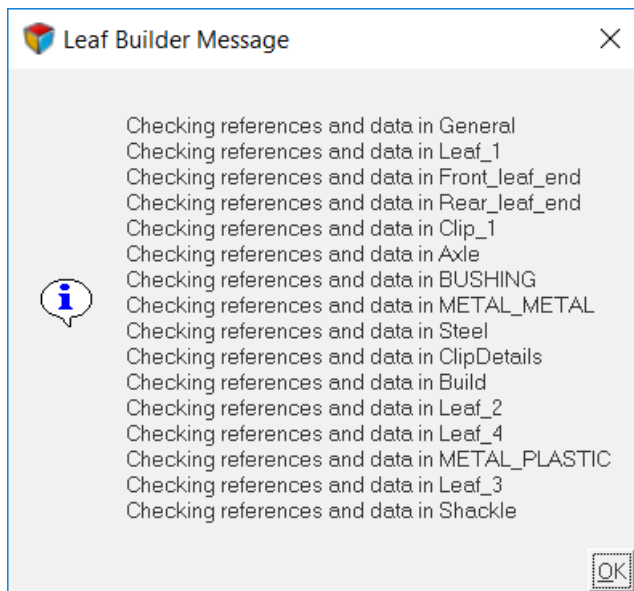 Leaf Builder Message
Checking references and data in General
Checking references and data in Leaf_1
Checking references and data in Front_leaf_end
Checking references and data in Rear_leaf_end
Checking references and data in Clip_1
Checking references and data in Axle
Checking references and data in BUSHING
Checking references and data in METAL_METAL
Checking references and data in Steel
Checking references and data in ClipDetails
Checking references and data in Build
Checking references and data in Leaf_2
Checking references and data in Leaf_4
Checking references and data in METAL_PLASTIC
Checking references and data in Leaf_3
Checking references and data in Shackle
OK